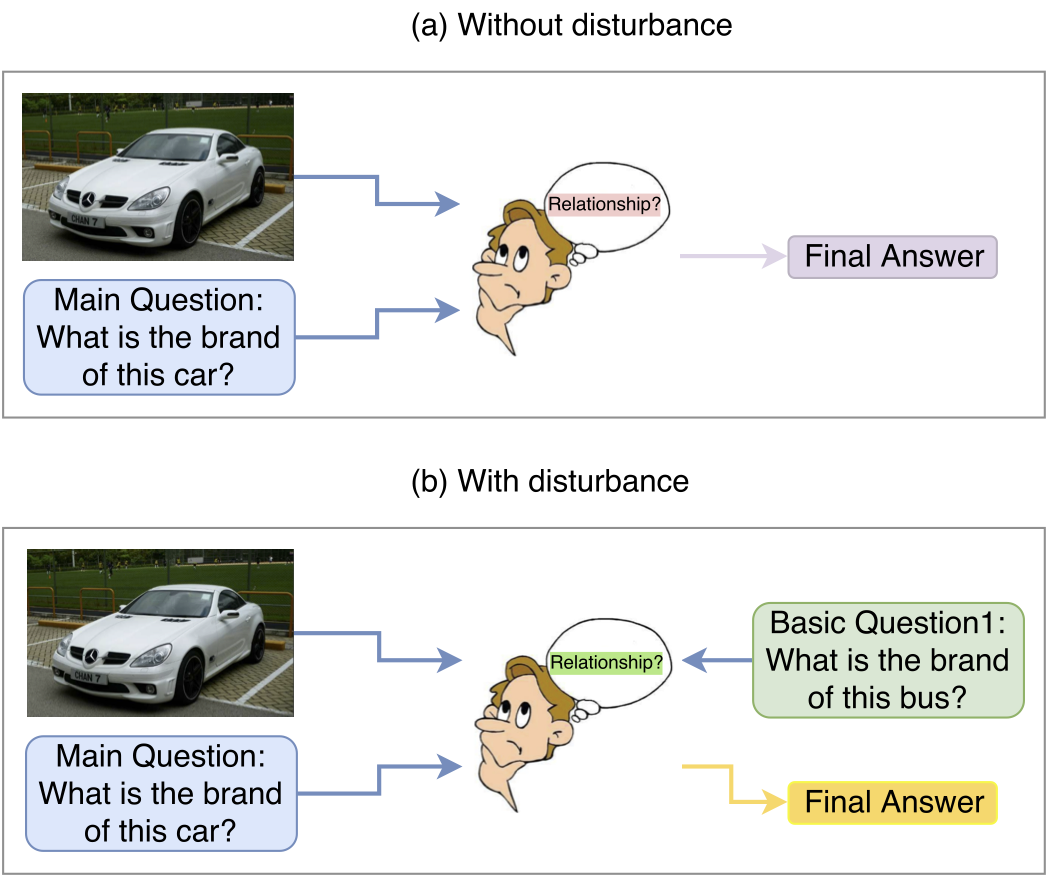 (a) Without disturbance
CHAN 7
Relationship?
Main Question:
What is the brand
of this car?
Final Answer
(b) With disturbance
CHAN 7
Relationship?
Main Question:
What is the brand
of this car?
Basic Question1:
What is the brand
of this bus?
Final Answer